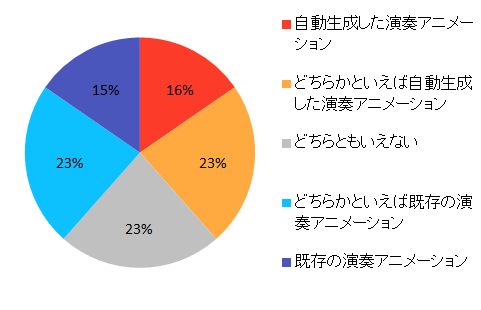 自動生成した演奏アニメー
ション
どちらかといえば自動生成
した演奏アニメーション
どちらともいえない
どちらかといえば既存の演
奏アニメーション
既存の演奏アニメーション
15%
16%
23%
23%
23%